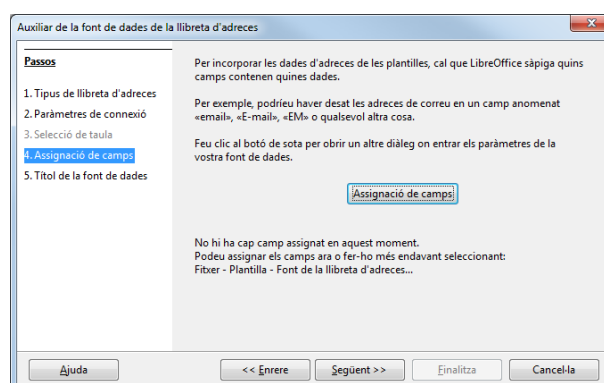 Auxiliar de la font de dades de la llibreta d'adreces
Passos
1. Tipus de llibreta d'adreces
2. Paràmetres de connexió
3. Selecció de taula
4. Assignació de camps
5. Títol de la font de dades
Per incorporar les dades d'adreces de les plantilles, cal que LibreOffice sàpiga quins
camps contenen quines dades.
Per exemple, podríeu haver desat les adreces de correu en un camp anomenat
«email», «E-mail», «EM» o qualsevol altra cosa.
Feu clic al botó de sota per obrir un altre diàleg on entrar els paràmetres de la
vostra font de dades.
Assignació de camps
No hi ha cap camp assignat en aquest moment.
Podeu assignar els camps ara o fer-ho més endavant seleccionant:
Fitxer - Plantilla - Font de la llibreta d'adreces...
Ajuda
<< Enrere
Següent >>
Finalitza
Cancel·la